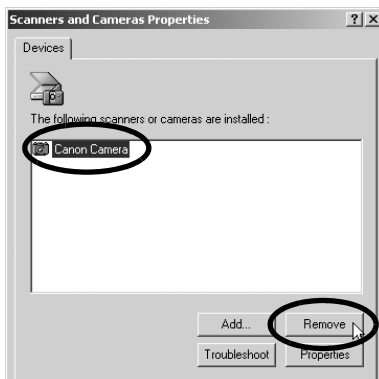 Scanners and Cameras Properties
Devices
The following scanners or cameras are installed :
Canon Camera
Add... Remove
Troubleshoot Properties